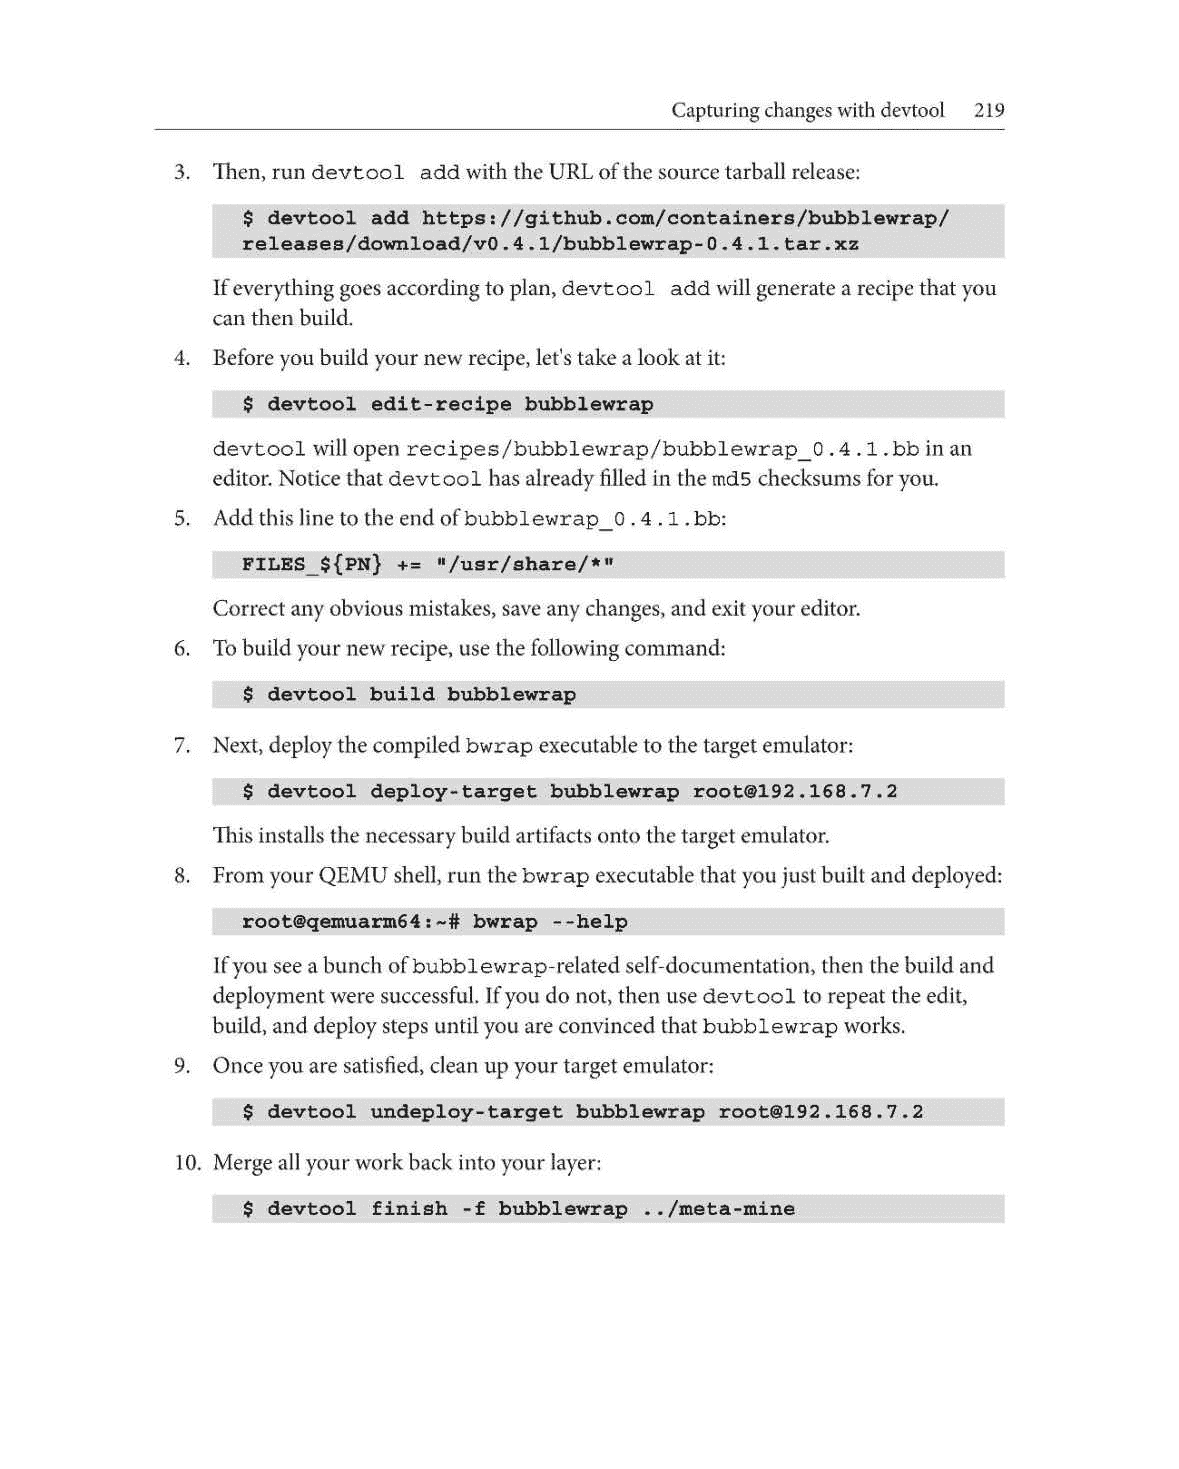 Capturing changes with devtool 219
3. Then, run devtool add with the URL of the source tarball release:
$ devtool add https://github.com/containers/bubblewrap/
releases/download/v0.4.1/bubblewrap-0.4.1.tar.xz
If everything goes according to plan, devtool add will generate a recipe that you
can then build.
4. Before you build your new recipe, let's take a look at it:
$ devtool edit-recipe bubblewrap
devtool will open recipes/bubblewrap/bubblewrap_0.4.1.bb in an
editor. Notice that devtool has already filled in the md5 checksums for you.
5. Add this line to the end of bubblewrap_0.4.1.bb:
FILES_${PN} += "/usr/share/*"
Correct any obvious mistakes, save any changes, and exit your editor.
6. To build your new recipe, use the following command:
$ devtool build bubblewrap
7. Next, deploy the compiled bwrap executable to the target emulator:
$ devtool deploy-target bubblewrap root@192.168.7.2
This installs the necessary build artifacts onto the target emulator.
8. From your QEMU shell, run the bwrap executable that you just built and deployed:
root@qemuarm64:~# bwrap --help
If you see a bunch of bubblewrap-related self-documentation, then the build and
deployment were successful. If you do not, then use devtool to repeat the edit,
build, and deploy steps until you are convinced that bubblewrap works.
9. Once you are satisfied, clean up your target emulator:
$ devtool undeploy-target bubblewrap root@192.168.7.2
10. Merge all your work back into your layer:
$ devtool finish -f bubblewrap ../meta-mine